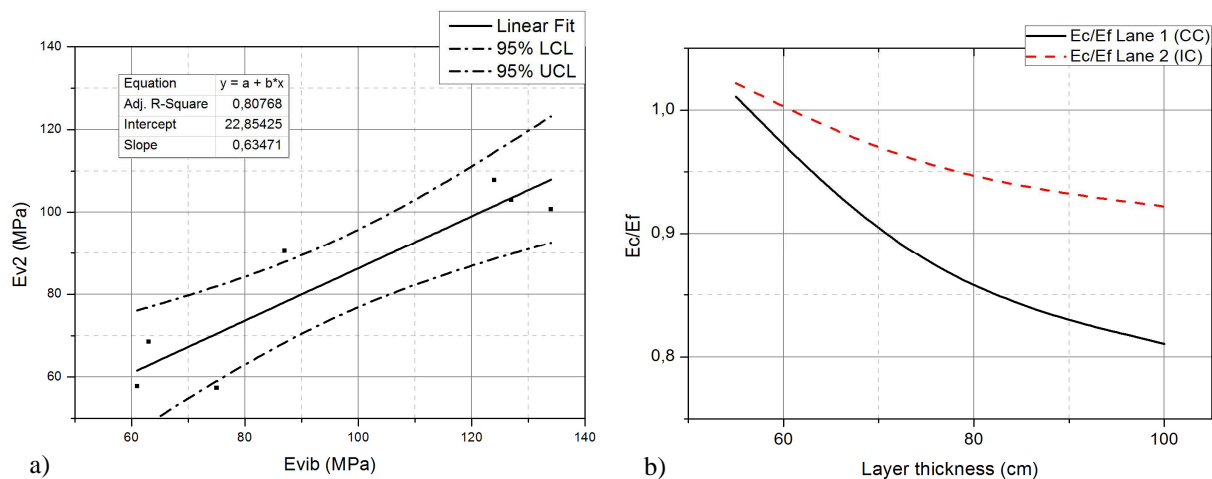 Linear Fit
95% LCL
95% UCL
Equation y = a + b*x
Adj. R-Square 0,80768
Intercept 22,85425
Slope 0,63471
140
120
100
80
60
Ev2 (MPa)
60 80 100 120 140
Evib (MPa)
a)
Ec/Ef Lane 1 (CC)
Ec/Ef Lane 2 (IC)
1,0
0,9
0,8
Ec/Ef
60 80 100
Layer thickness (cm)
b)